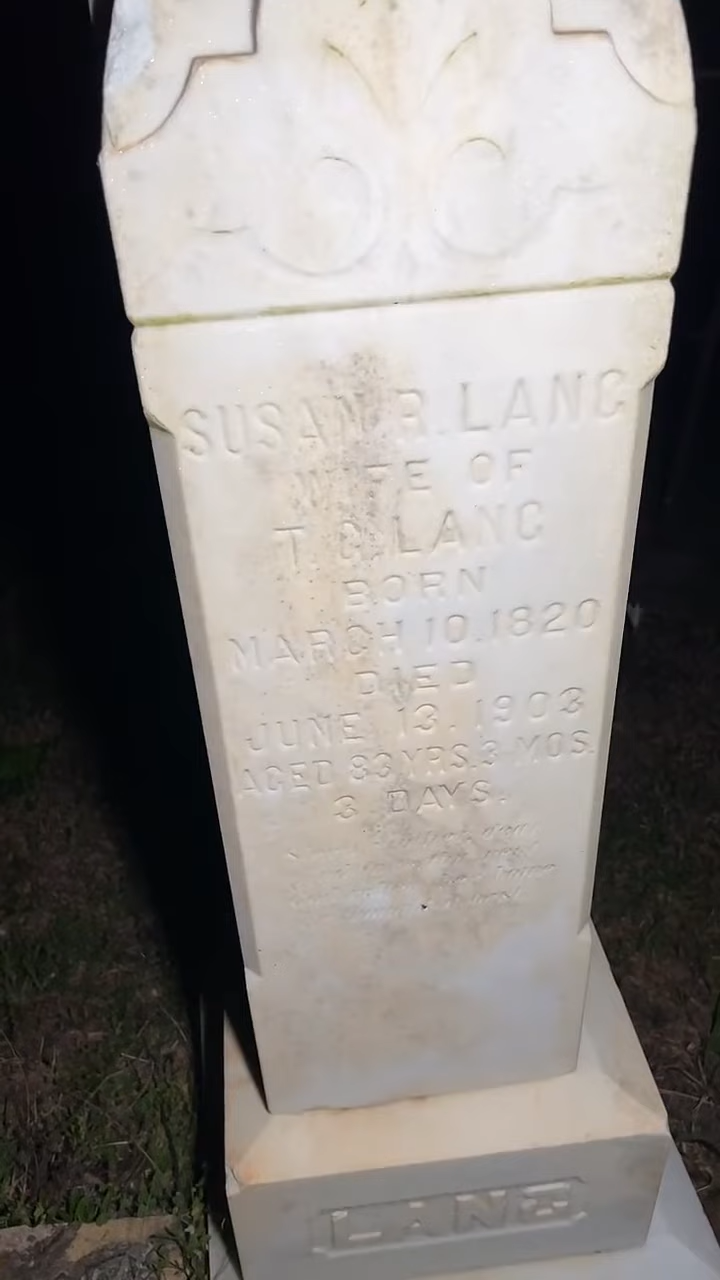 SUSAN R. LANG
WIFE OF
T. C. LANG
BORN
MARCH 10. 1820
DIED
JUNE 13. 1903
AGED 83 YRS. 3 MOS.
3 DAYS.
LANG